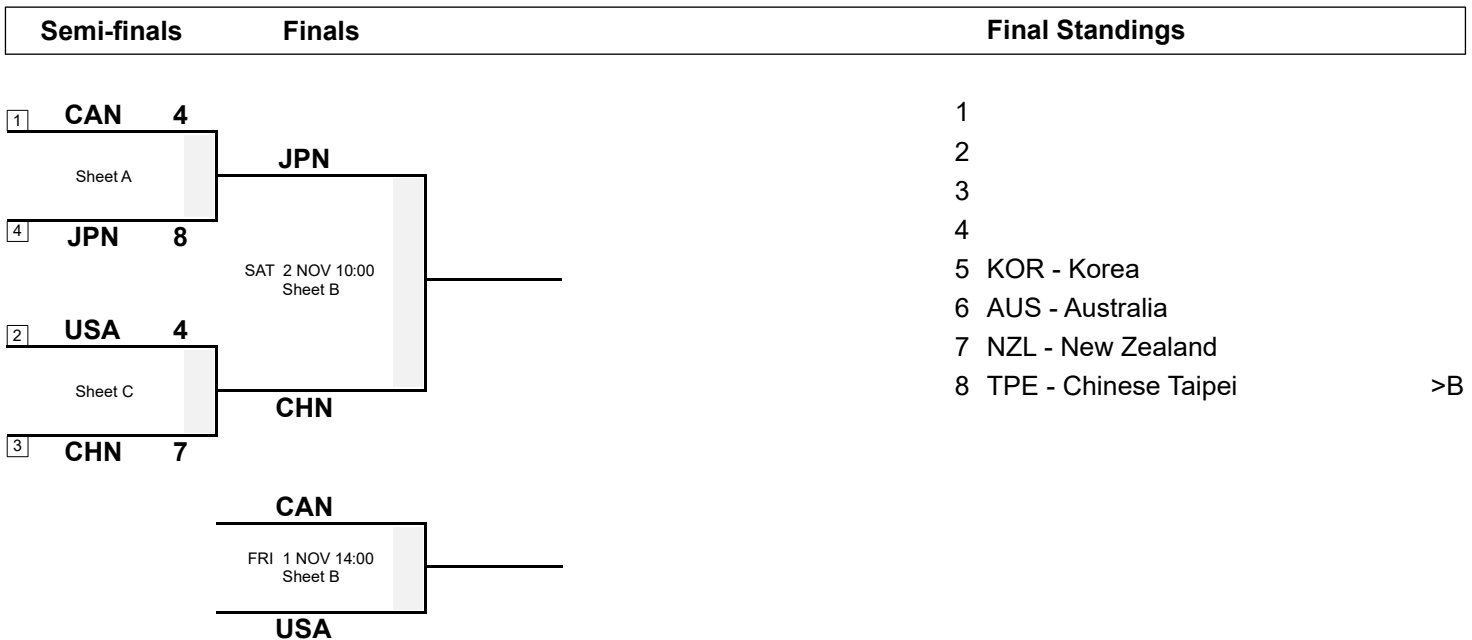 Semi-finals Finals Final Standings
1 CAN 4
Sheet A
4 JPN 8
JPN
SAT 2 NOV 10:00
Sheet B
2 USA 4
Sheet C
3 CHN 7
CHN
CAN
FRI 1 NOV 14:00
Sheet B
USA
1
2
3
4
5 KOR - Korea
6 AUS - Australia
7 NZL - New Zealand
8 TPE - Chinese Taipei >B